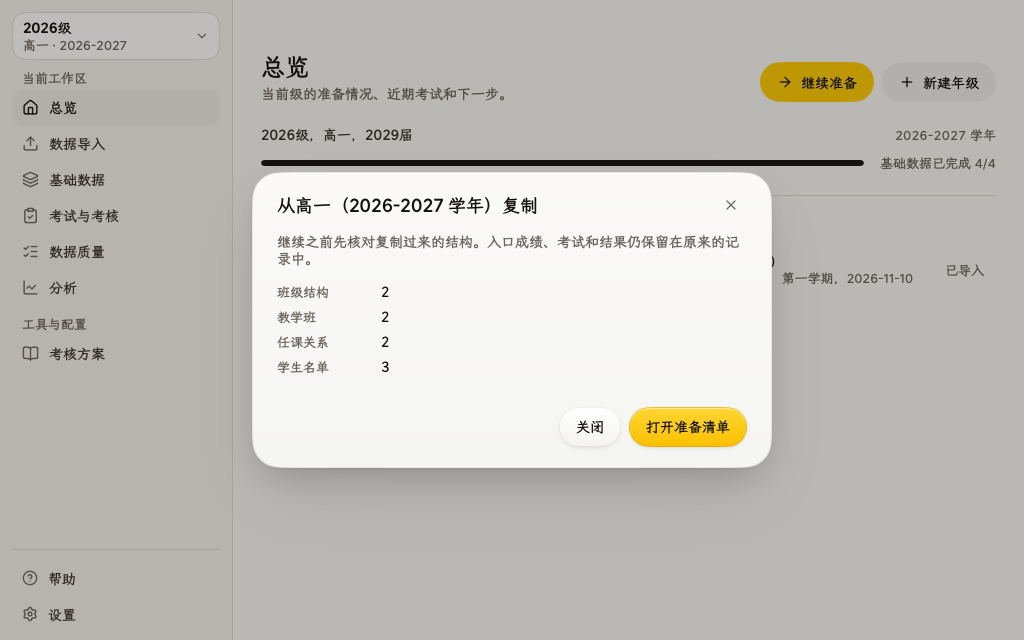 2026级
高一 · 2026-2027
当前工作区
总览
数据导入
基础数据
考试与考核
数据质量
分析
工具与配置
考核方案
帮助
设置
总览
当前级的准备情况、近期考试和下一步。
继续准备
新建年级
2026级，高一，2029届
2026-2027 学年
基础数据已完成 4/4
)
第一学期，2026-11-10
已导入
从高一（2026-2027 学年）复制
继续之前先核对复制过来的结构。入口成绩、考试和结果仍保留在原来的记
录中。
班级结构 2
教学班 2
任课关系 2
学生名单 3
关闭
打开准备清单